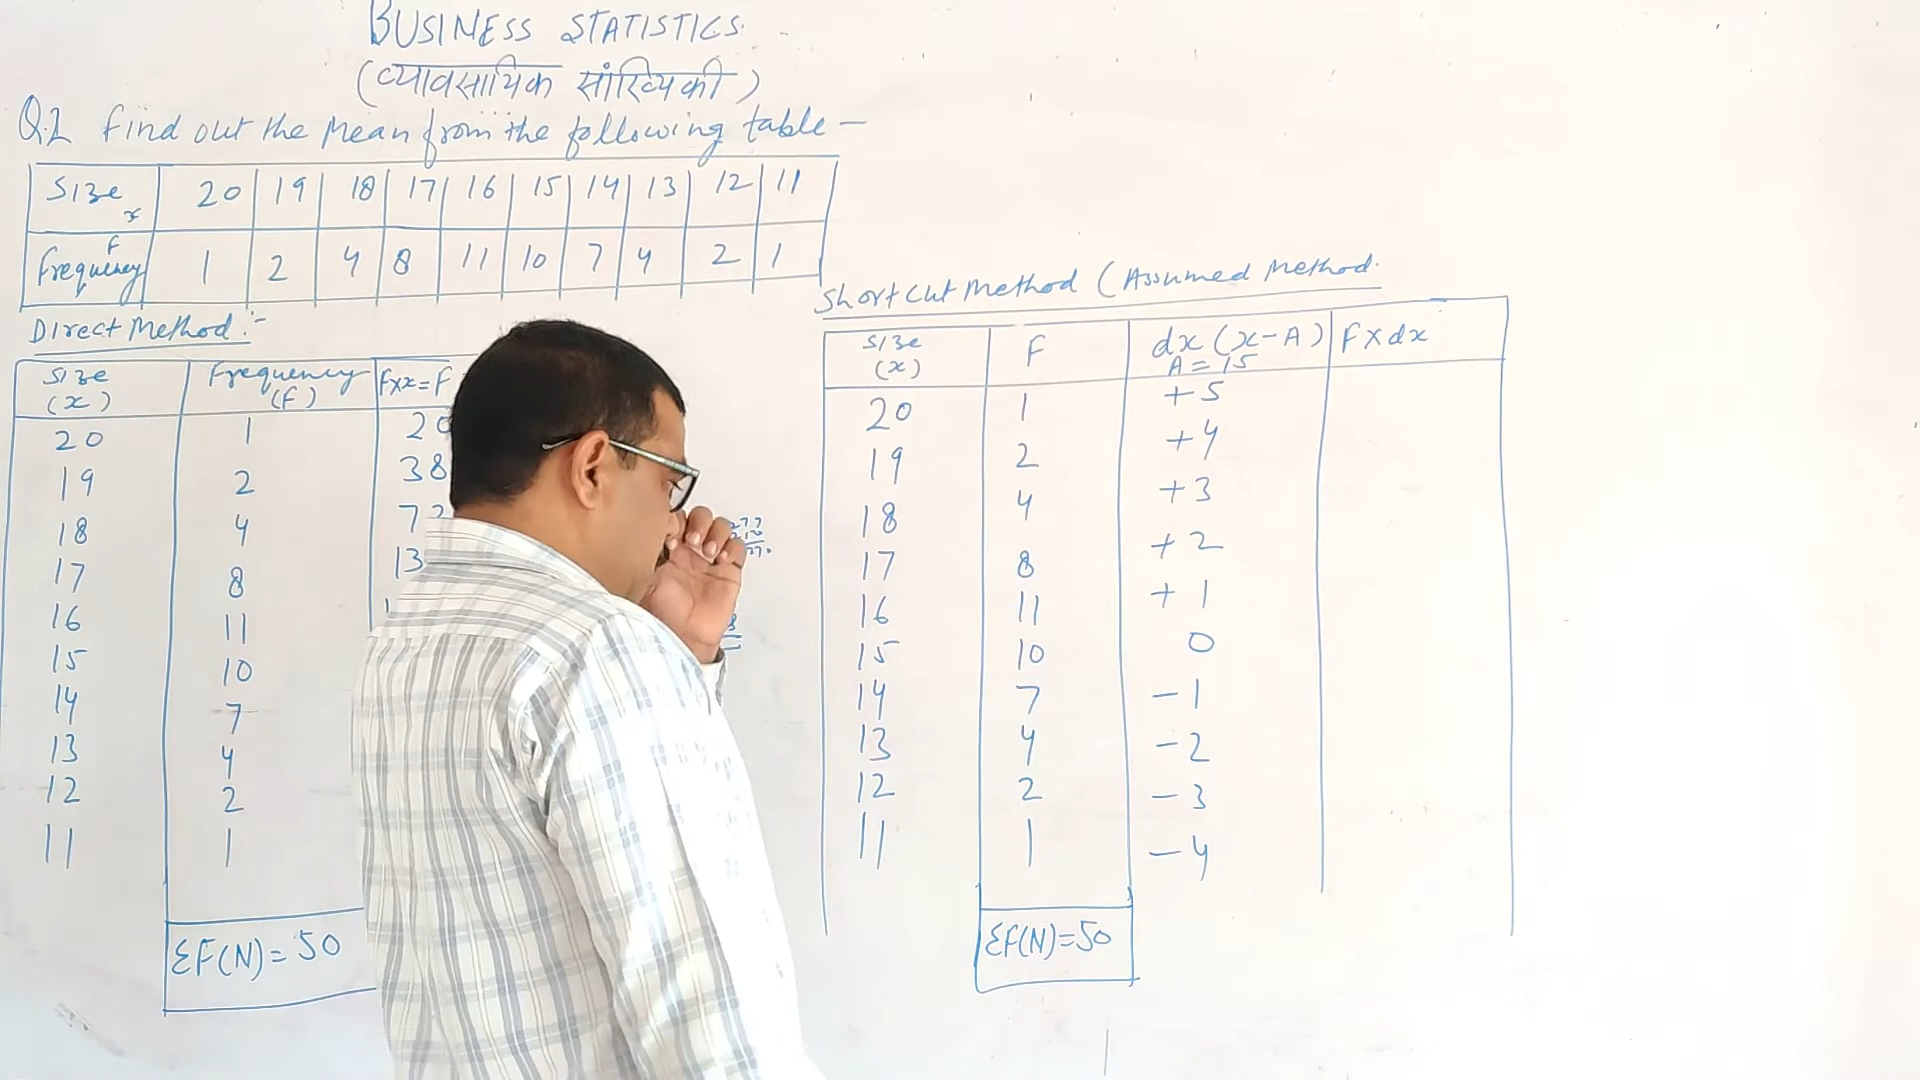 BUSINESS STATISTICS
(व्यावसायिक सांख्यिकी)
Q.2 Find out the Mean from the following table —
Size x 20 19 18 17 16 15 14 13 12 11
Frequency F 1 2 4 8 11 10 7 4 2 1
Direct Method :-
Size (x) Frequency (F) Fxx=F
20 1 20
19 2 38
18 4 72
17 8 13
16 11 1
15 10
14 7
13 4
12 2
11 1
ΣF(N)=50
Shortcut Method (Assumed Method.
Size (x) F dx (x-A) A=15 F x dx
20 1 +5
19 2 +4
18 4 +3
17 8 +2
16 11 +1
15 10 0
14 7 -1
13 4 -2
12 2 -3
11 1 -4
ΣF(N)=50